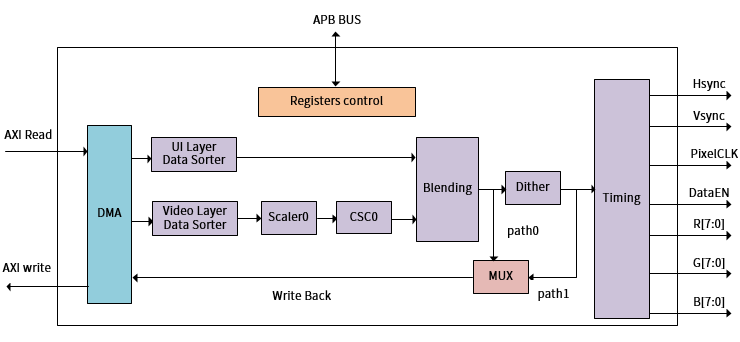 APB BUS
Registers control
Hsync
Vsync
AXI Read
UI Layer
Data Sorter
PixelCLK
DMA
Blending
Dither
Timing
DataEN
Video Layer
Data Sorter
Scaler0
CSC0
R[7:0]
path0
AXI write
MUX
G[7:0]
Write Back
path1
B[7:0]